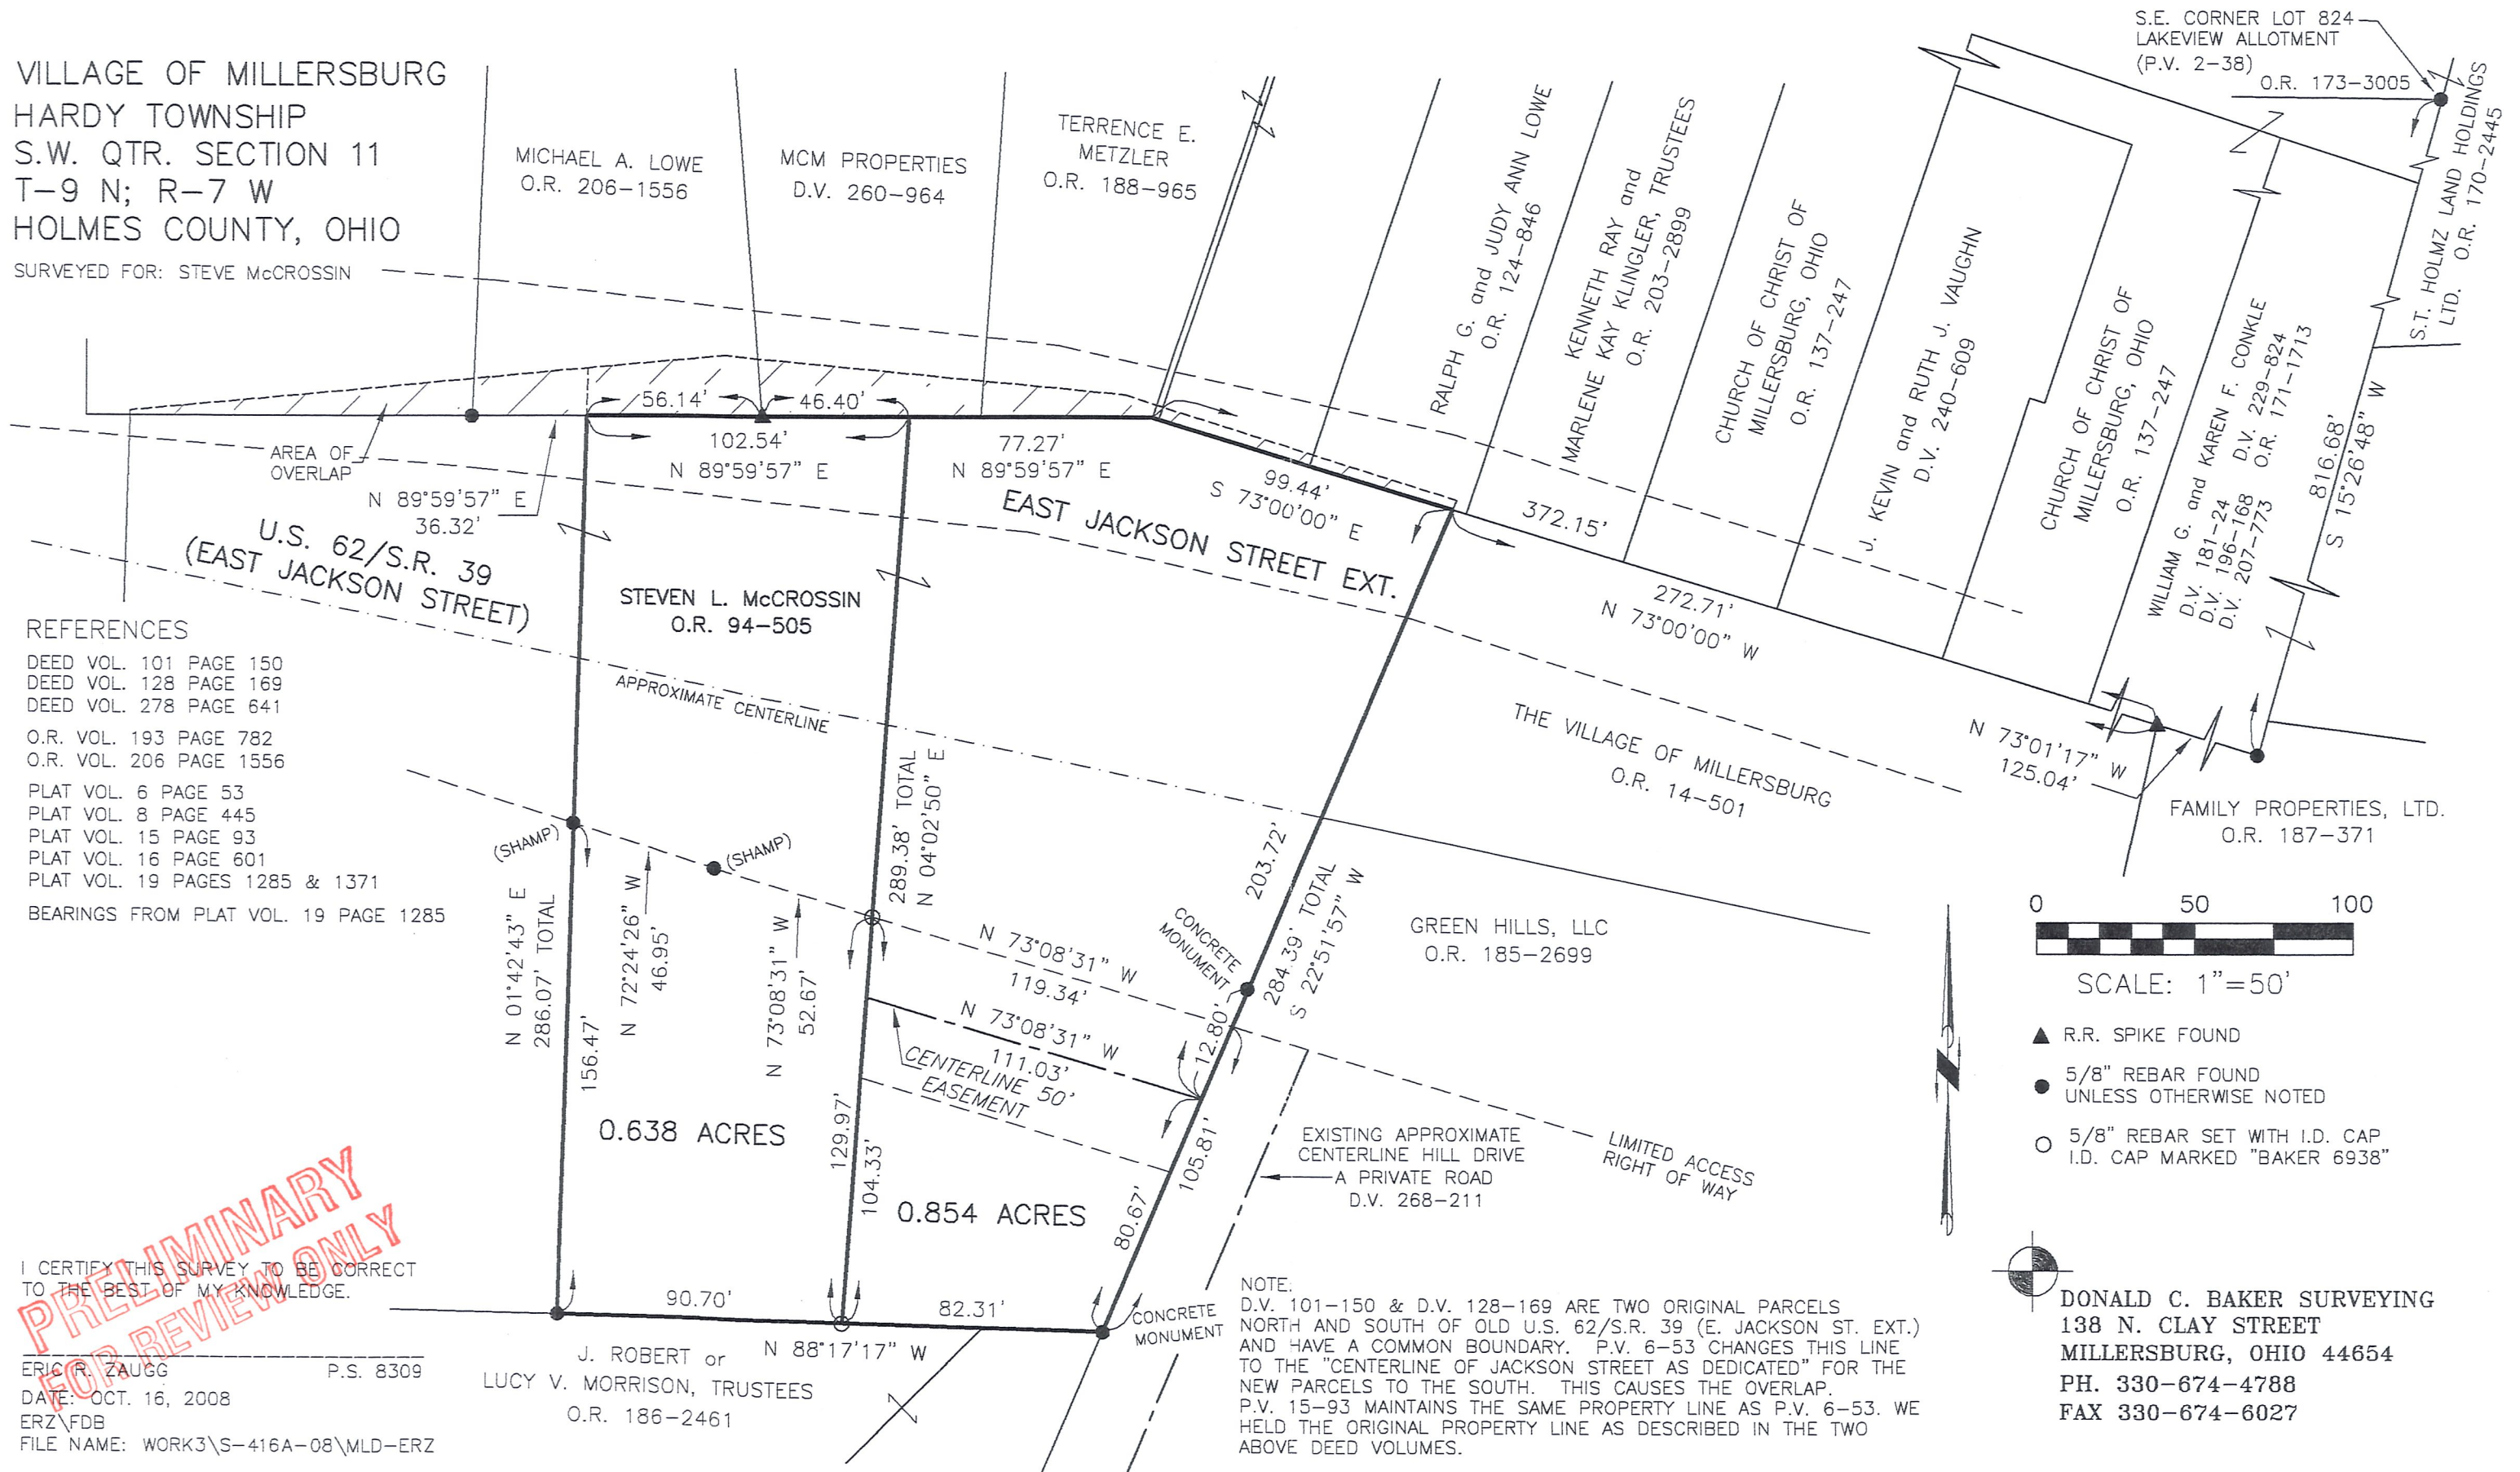 VILLAGE OF MILLERSBURG
HARDY TOWNSHIP
S.W. QTR. SECTION 11
T-9 N; R-7 W
HOLMES COUNTY, OHIO
SURVEYED FOR: STEVE McCROSSIN
MICHAEL A. LOWE
O.R. 206-1556
MCM PROPERTIES
D.V. 260-964
TERRENCE E.
METZLER
O.R. 188-965
RALPH G. and JUDY ANN LOWE
O.R. 124-846
KENNETH RAY and
MARLENE KAY KLINGLER, TRUSTEES
O.R. 203-2899
CHURCH OF CHRIST OF
MILLERSBURG, OHIO
O.R. 137-247
J. KEVIN and RUTH J. VAUGHN
D.V. 240-609
CHURCH OF CHRIST OF
MILLERSBURG, OHIO
O.R. 137-247
WILLIAM G. and KAREN F. CONKLE
D.V. 181-24 D.V. 229-824
D.V. 196-168 O.R. 171-1713
D.V. 207-773
S.E. CORNER LOT 824
LAKEVIEW ALLOTMENT
(P.V. 2-38)
O.R. 173-3005
S.T. HOLMZ LAND HOLDINGS
LTD. O.R. 170-2445
816.68'
S 15°26'48" W
56.14'
46.40'
102.54'
N 89°59'57" E
77.27'
N 89°59'57" E
99.44'
S 73°00'00" E
372.15'
272.71'
N 73°00'00" W
N 73°01'17" W
125.04'
FAMILY PROPERTIES, LTD.
O.R. 187-371
AREA OF
OVERLAP
N 89°59'57" E
36.32'
U.S. 62/S.R. 39
(EAST JACKSON STREET)
EAST JACKSON STREET EXT.
STEVEN L. McCROSSIN
O.R. 94-505
APPROXIMATE CENTERLINE
THE VILLAGE OF MILLERSBURG
O.R. 14-501
REFERENCES
DEED VOL. 101 PAGE 150
DEED VOL. 128 PAGE 169
DEED VOL. 278 PAGE 641
O.R. VOL. 193 PAGE 782
O.R. VOL. 206 PAGE 1556
PLAT VOL. 6 PAGE 53
PLAT VOL. 8 PAGE 445
PLAT VOL. 15 PAGE 93
PLAT VOL. 16 PAGE 601
PLAT VOL. 19 PAGES 1285 & 1371
BEARINGS FROM PLAT VOL. 19 PAGE 1285
(SHAMP)
(SHAMP)
N 01°42'43" E
286.07' TOTAL
156.47'
N 72°24'26" W
46.95'
N 73°08'31" W
52.67'
289.38' TOTAL
N 04°02'50" E
129.97'
104.33'
N 73°08'31" W
119.34'
N 73°08'31" W
111.03'
CENTERLINE 50'
EASEMENT
CONCRETE
MONUMENT
203.72'
284.39' TOTAL
S 22°51'57" W
12.80'
105.81'
80.67'
GREEN HILLS, LLC
O.R. 185-2699
0.638 ACRES
0.854 ACRES
EXISTING APPROXIMATE
CENTERLINE HILL DRIVE
A PRIVATE ROAD
D.V. 268-211
LIMITED ACCESS
RIGHT OF WAY
90.70'
82.31'
N 88°17'17" W
CONCRETE
MONUMENT
J. ROBERT or
LUCY V. MORRISON, TRUSTEES
O.R. 186-2461
0 50 100
SCALE: 1"=50'
R.R. SPIKE FOUND
5/8" REBAR FOUND
UNLESS OTHERWISE NOTED
5/8" REBAR SET WITH I.D. CAP
I.D. CAP MARKED "BAKER 6938"
NOTE:
D.V. 101-150 & D.V. 128-169 ARE TWO ORIGINAL PARCELS
NORTH AND SOUTH OF OLD U.S. 62/S.R. 39 (E. JACKSON ST. EXT.)
AND HAVE A COMMON BOUNDARY. P.V. 6-53 CHANGES THIS LINE
TO THE "CENTERLINE OF JACKSON STREET AS DEDICATED" FOR THE
NEW PARCELS TO THE SOUTH. THIS CAUSES THE OVERLAP.
P.V. 15-93 MAINTAINS THE SAME PROPERTY LINE AS P.V. 6-53. WE
HELD THE ORIGINAL PROPERTY LINE AS DESCRIBED IN THE TWO
ABOVE DEED VOLUMES.
DONALD C. BAKER SURVEYING
138 N. CLAY STREET
MILLERSBURG, OHIO 44654
PH. 330-674-4788
FAX 330-674-6027
PRELIMINARY
FOR REVIEW ONLY
I CERTIFY THIS SURVEY TO BE CORRECT
TO THE BEST OF MY KNOWLEDGE.
ERIC R. ZAUGG P.S. 8309
DATE: OCT. 16, 2008
ERZ\FDB
FILE NAME: WORK3\S-416A-08\MLD-ERZ